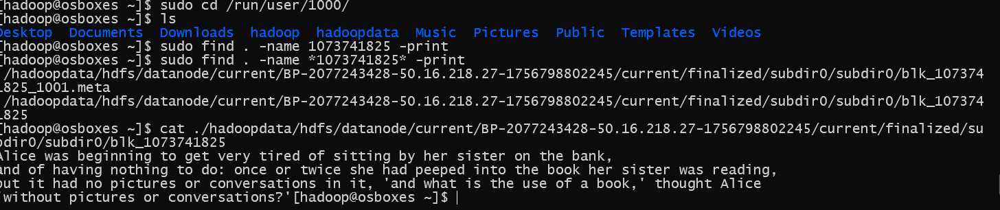 [hadoop@osboxes ~]$ sudo cd /run/user/1000/
[hadoop@osboxes ~]$ ls
Desktop  Documents  Downloads  hadoop  hadoopdata  Music  Pictures  Public  Templates  Videos
[hadoop@osboxes ~]$ sudo find . -name 1073741825 -print
[hadoop@osboxes ~]$ sudo find . -name *1073741825* -print
/hadoopdata/hdfs/datanode/current/BP-2077243428-50.16.218.27-1756798802245/current/finalized/subdir0/subdir0/blk_107374
1825_1001.meta
/hadoopdata/hdfs/datanode/current/BP-2077243428-50.16.218.27-1756798802245/current/finalized/subdir0/subdir0/blk_107374
1825
[hadoop@osboxes ~]$ cat ./hadoopdata/hdfs/datanode/current/BP-2077243428-50.16.218.27-1756798802245/current/finalized/su
bdir0/subdir0/blk_1073741825
Alice was beginning to get very tired of sitting by her sister on the bank,
and of having nothing to do: once or twice she had peeped into the book her sister was reading,
but it had no pictures or conversations in it, 'and what is the use of a book,' thought Alice
'without pictures or conversations?'[hadoop@osboxes ~]$